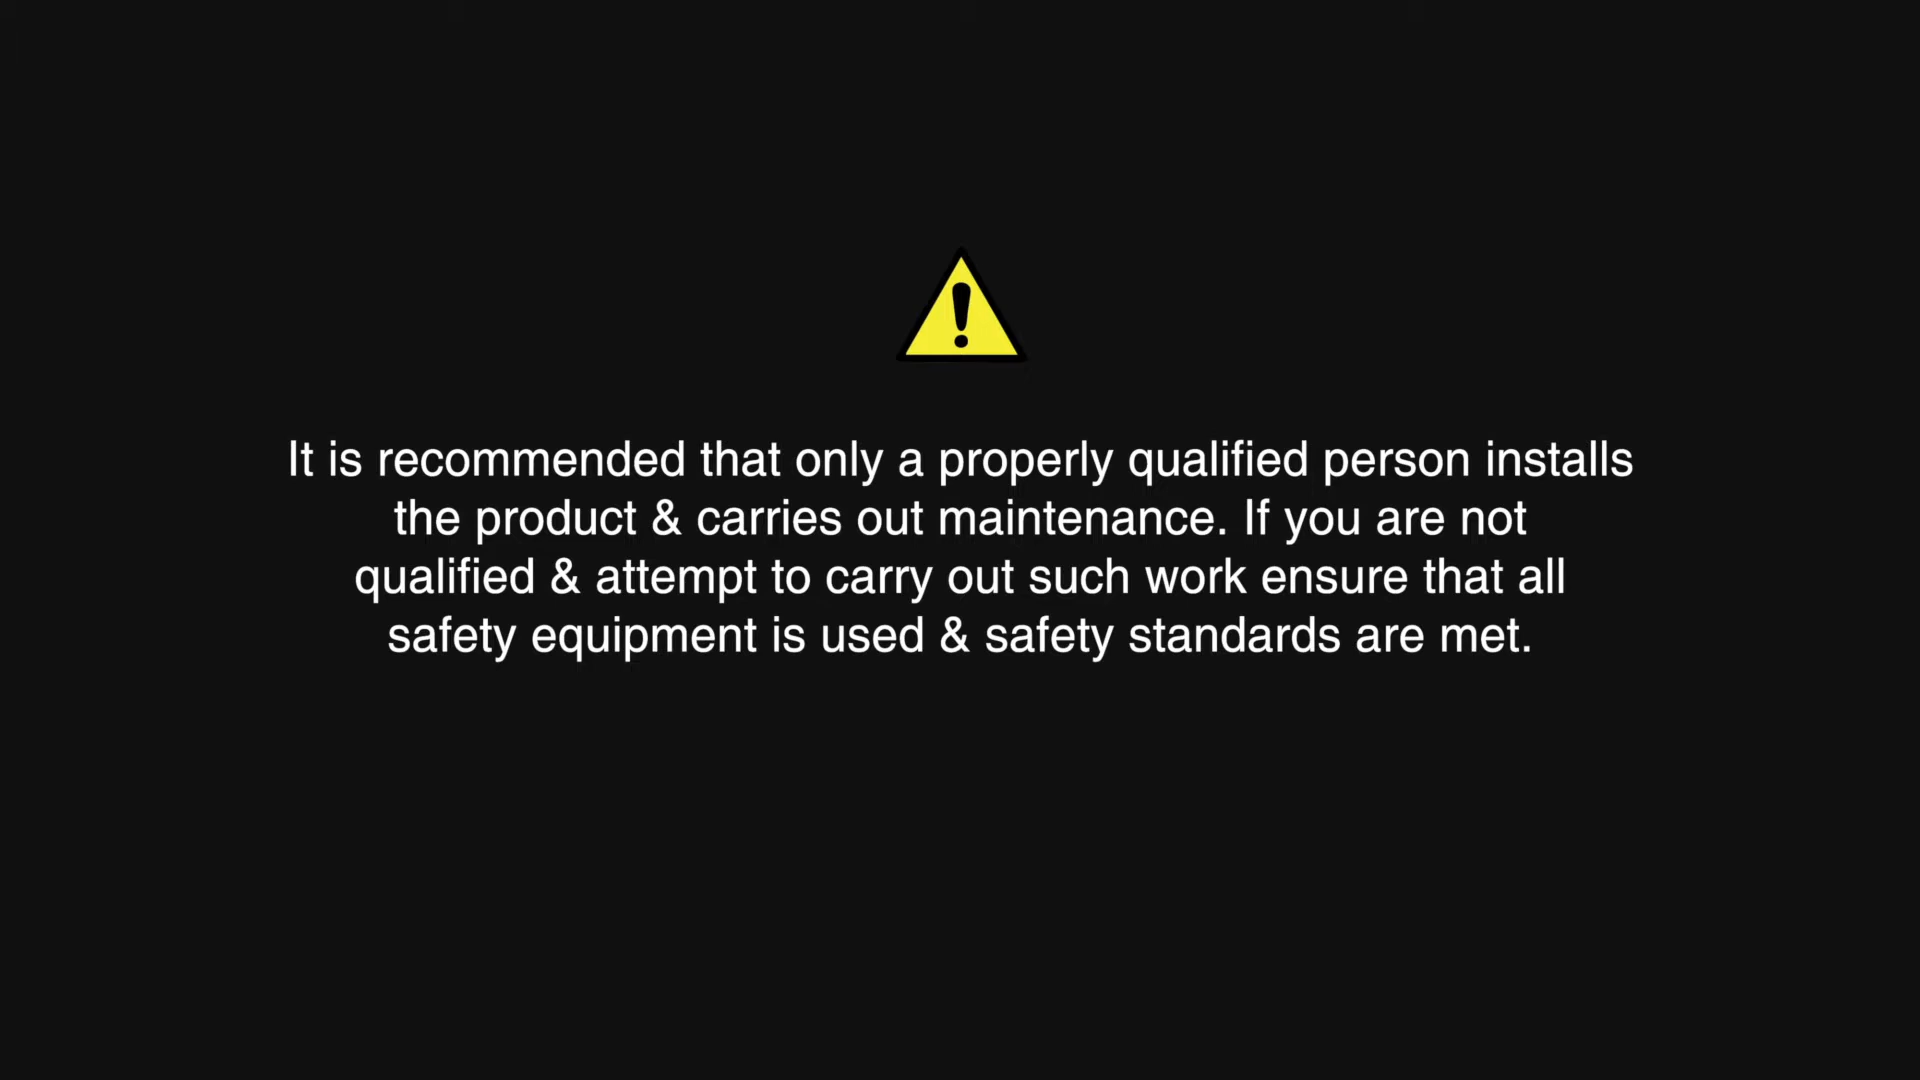 It is recommended that only a properly qualified person installs
the product & carries out maintenance. If you are not
qualified & attempt to carry out such work ensure that all
safety equipment is used & safety standards are met.